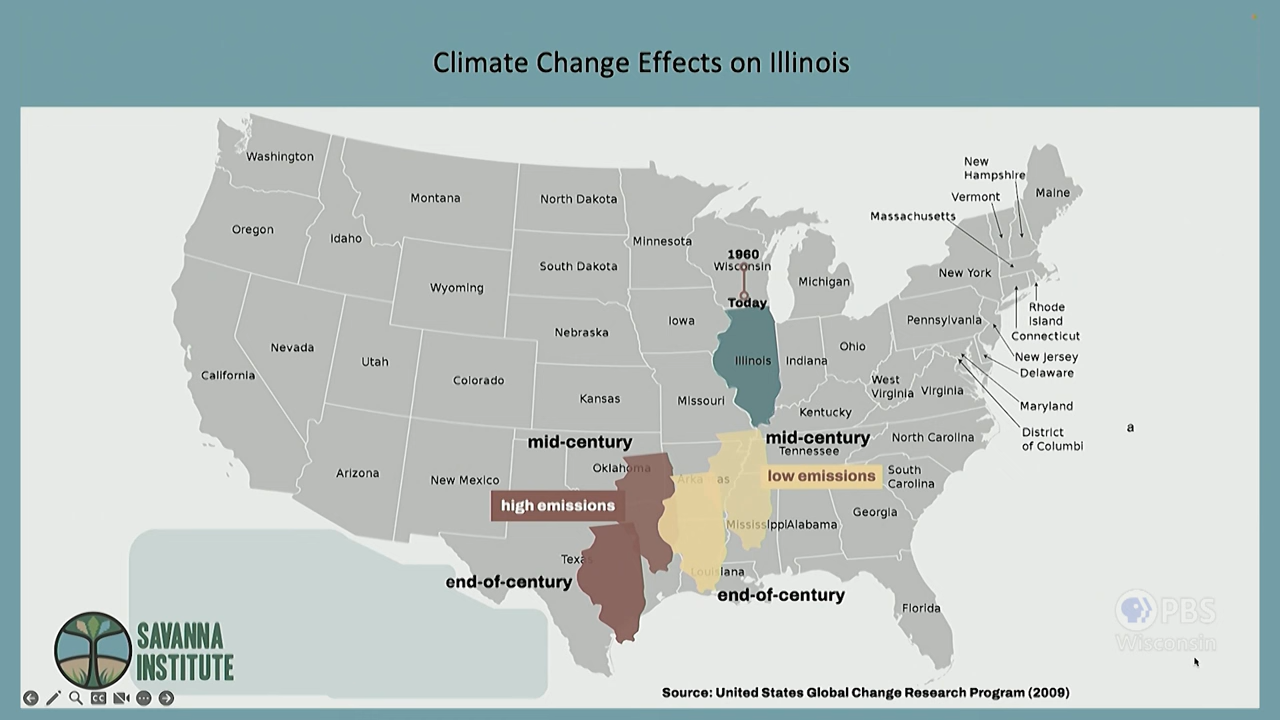 Climate Change Effects on Illinois
Washington
Oregon
California
Nevada
Idaho
Montana
Wyoming
Utah
Arizona
Colorado
New Mexico
North Dakota
South Dakota
Nebraska
Kansas
Oklahoma
Texas
Minnesota
Iowa
Missouri
Arkansas
Louisiana
1960
Wisconsin
Today
Illinois
Michigan
Indiana
Ohio
Kentucky
Tennessee
Mississippi
Alabama
Georgia
Florida
South
Carolina
North Carolina
Virginia
West
Virginia
Pennsylvania
New York
Maine
New
Hampshire
Vermont
Massachusetts
Rhode
Island
Connecticut
New Jersey
Delaware
Maryland
District
of Columbi
a
mid-century
high emissions
end-of-century
mid-century
low emissions
end-of-century
SAVANNA
INSTITUTE
PBS
Wisconsin
CC
Source: United States Global Change Research Program (2009)